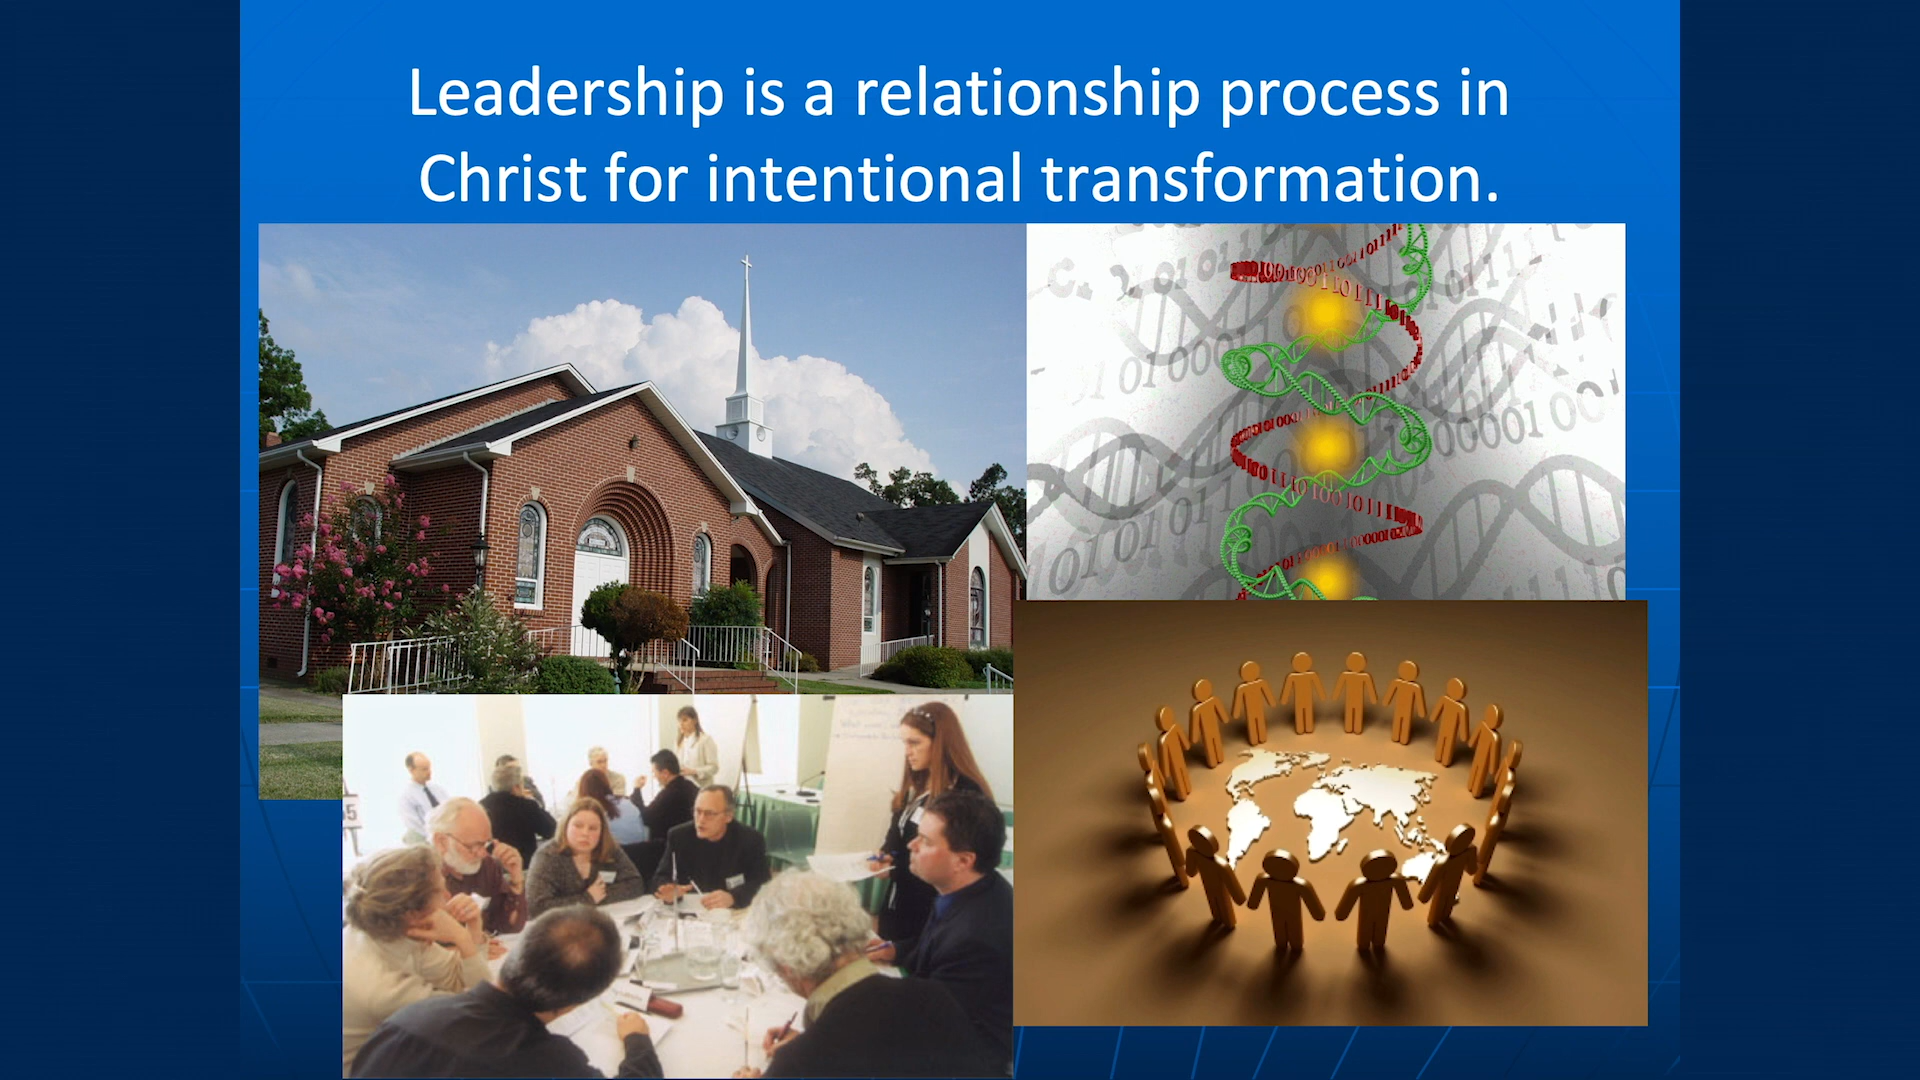 Leadership is a relationship process in
Christ for intentional transformation.